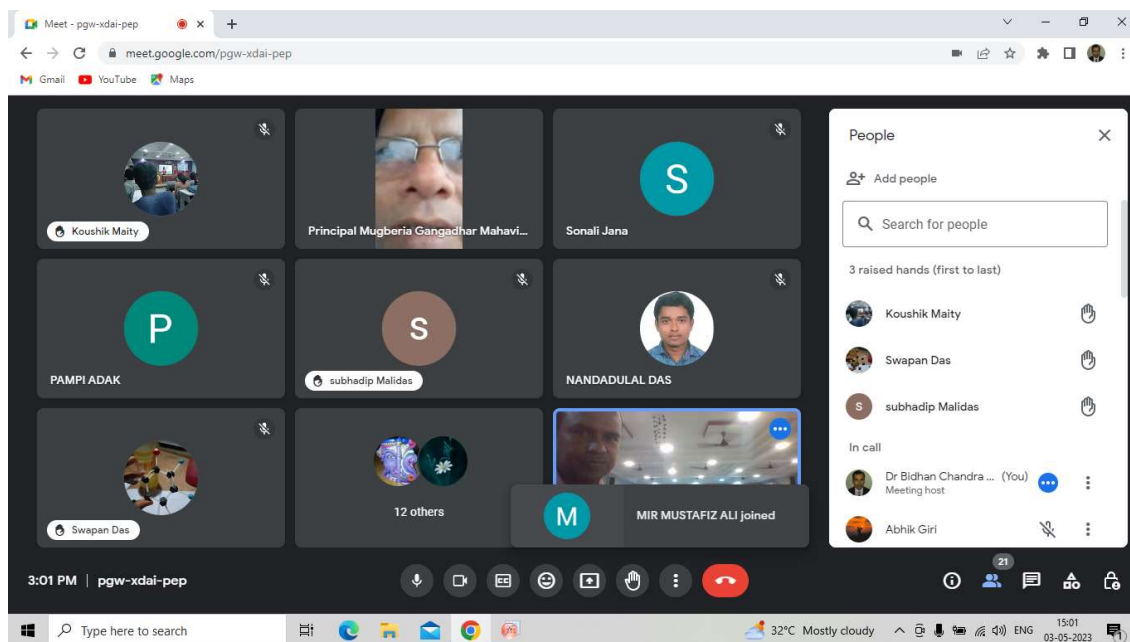 Meet - pgw-xdai-pep
meet.google.com/pgw-xdai-pep
Gmail YouTube Maps
Koushik Maity
Principal Mugberia Gangadhar Mahavi...
S
Sonali Jana
P
PAMPI ADAK
S
subhadip Malidas
NANDADULAL DAS
Swapan Das
12 others
M
MIR MUSTAFIZ ALI joined
People
Add people
Search for people
3 raised hands (first to last)
Koushik Maity
Swapan Das
S subhadip Malidas
In call
Dr Bidhan Chandra ... (You)
Meeting host
Abhik Giri
3:01 PM | pgw-xdai-pep
CC
21
Type here to search
32°C Mostly cloudy
ENG
15:01
03-05-2023
1